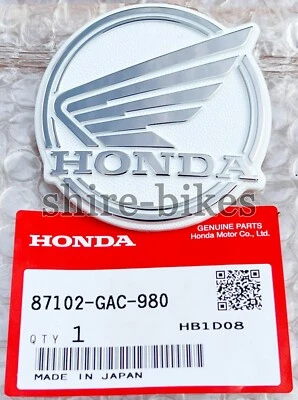 HONDA
shire-bikes
HONDA
GENUINE PARTS
Honda Motor Co., Ltd.
87102-GAC-980
QTY 1
HB1D08
MADE IN JAPAN